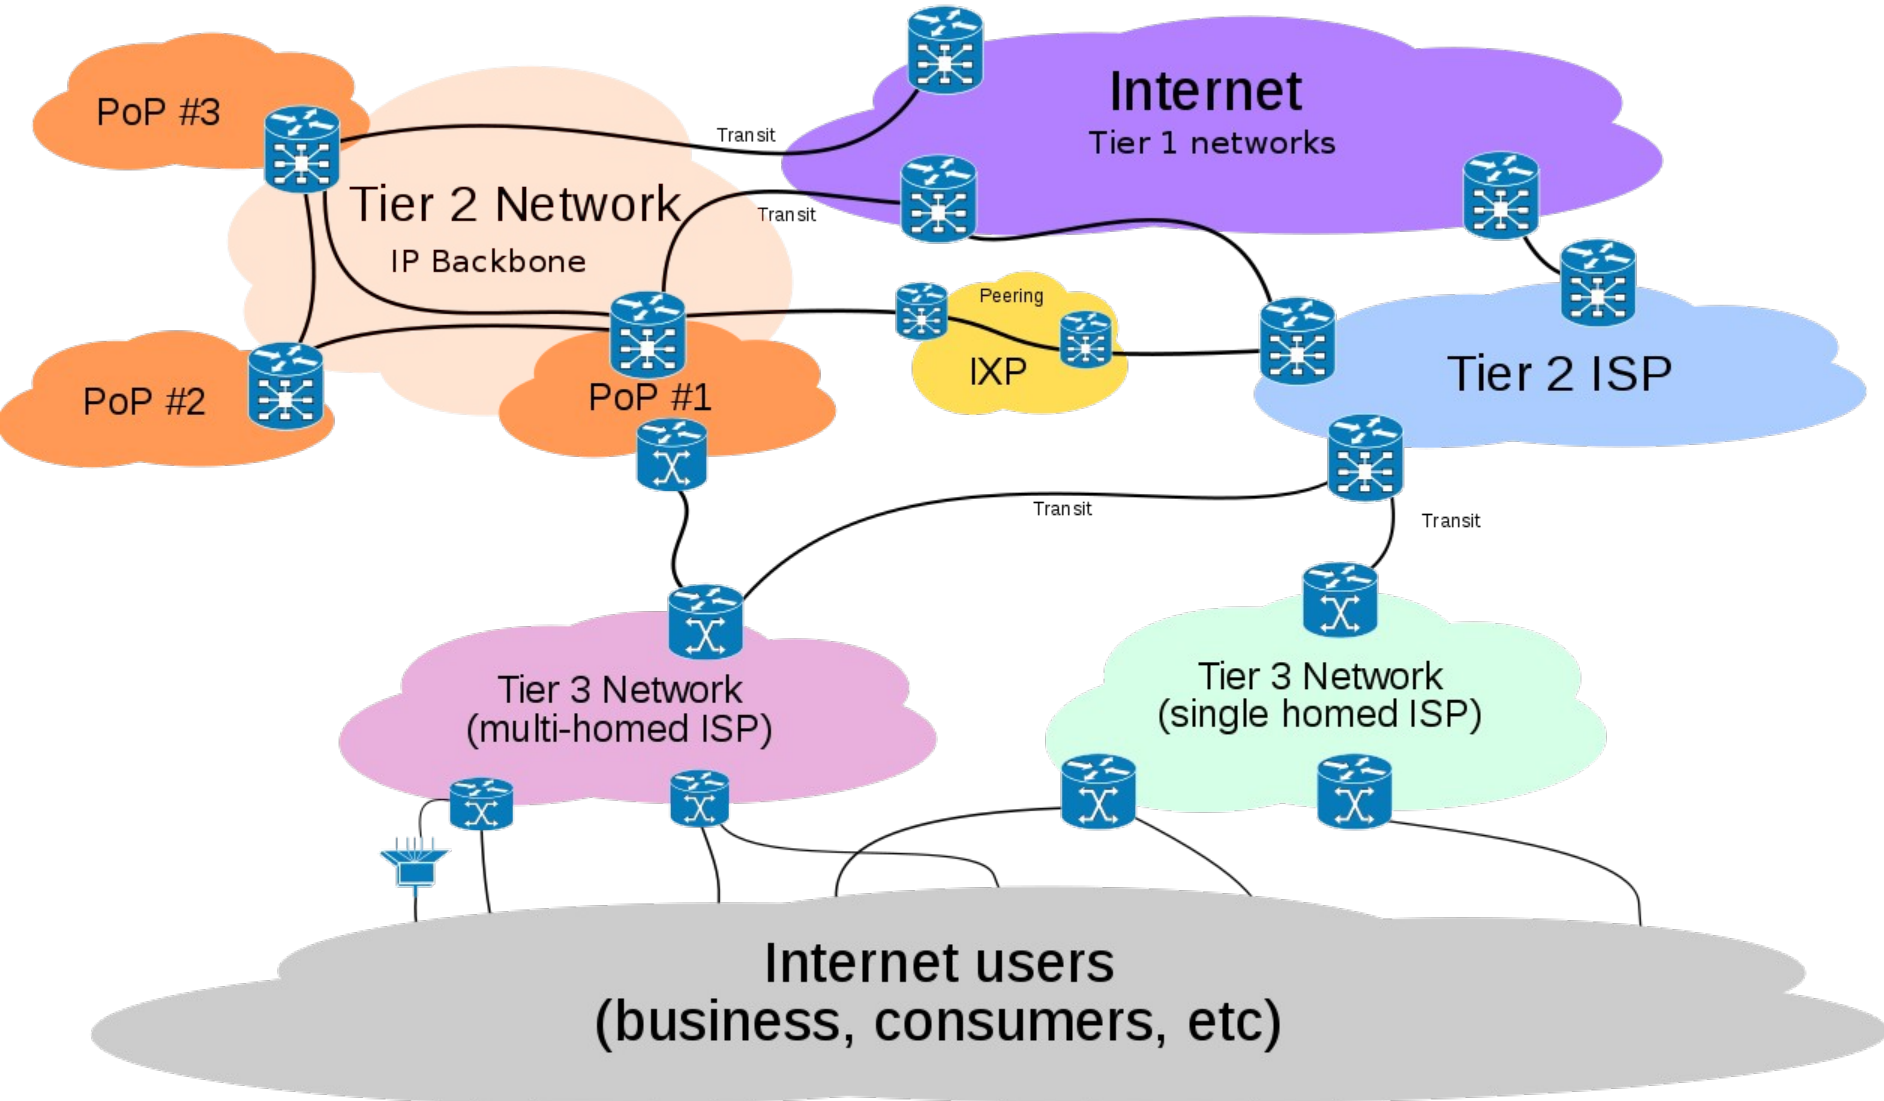 PoP #3
Transit
Internet
Tier 1 networks
Tier 2 Network
IP Backbone
Transit
Peering
IXP
Tier 2 ISP
PoP #2
PoP #1
Transit
Transit
Tier 3 Network
(multi-homed ISP)
Tier 3 Network
(single homed ISP)
Internet users
(business, consumers, etc)